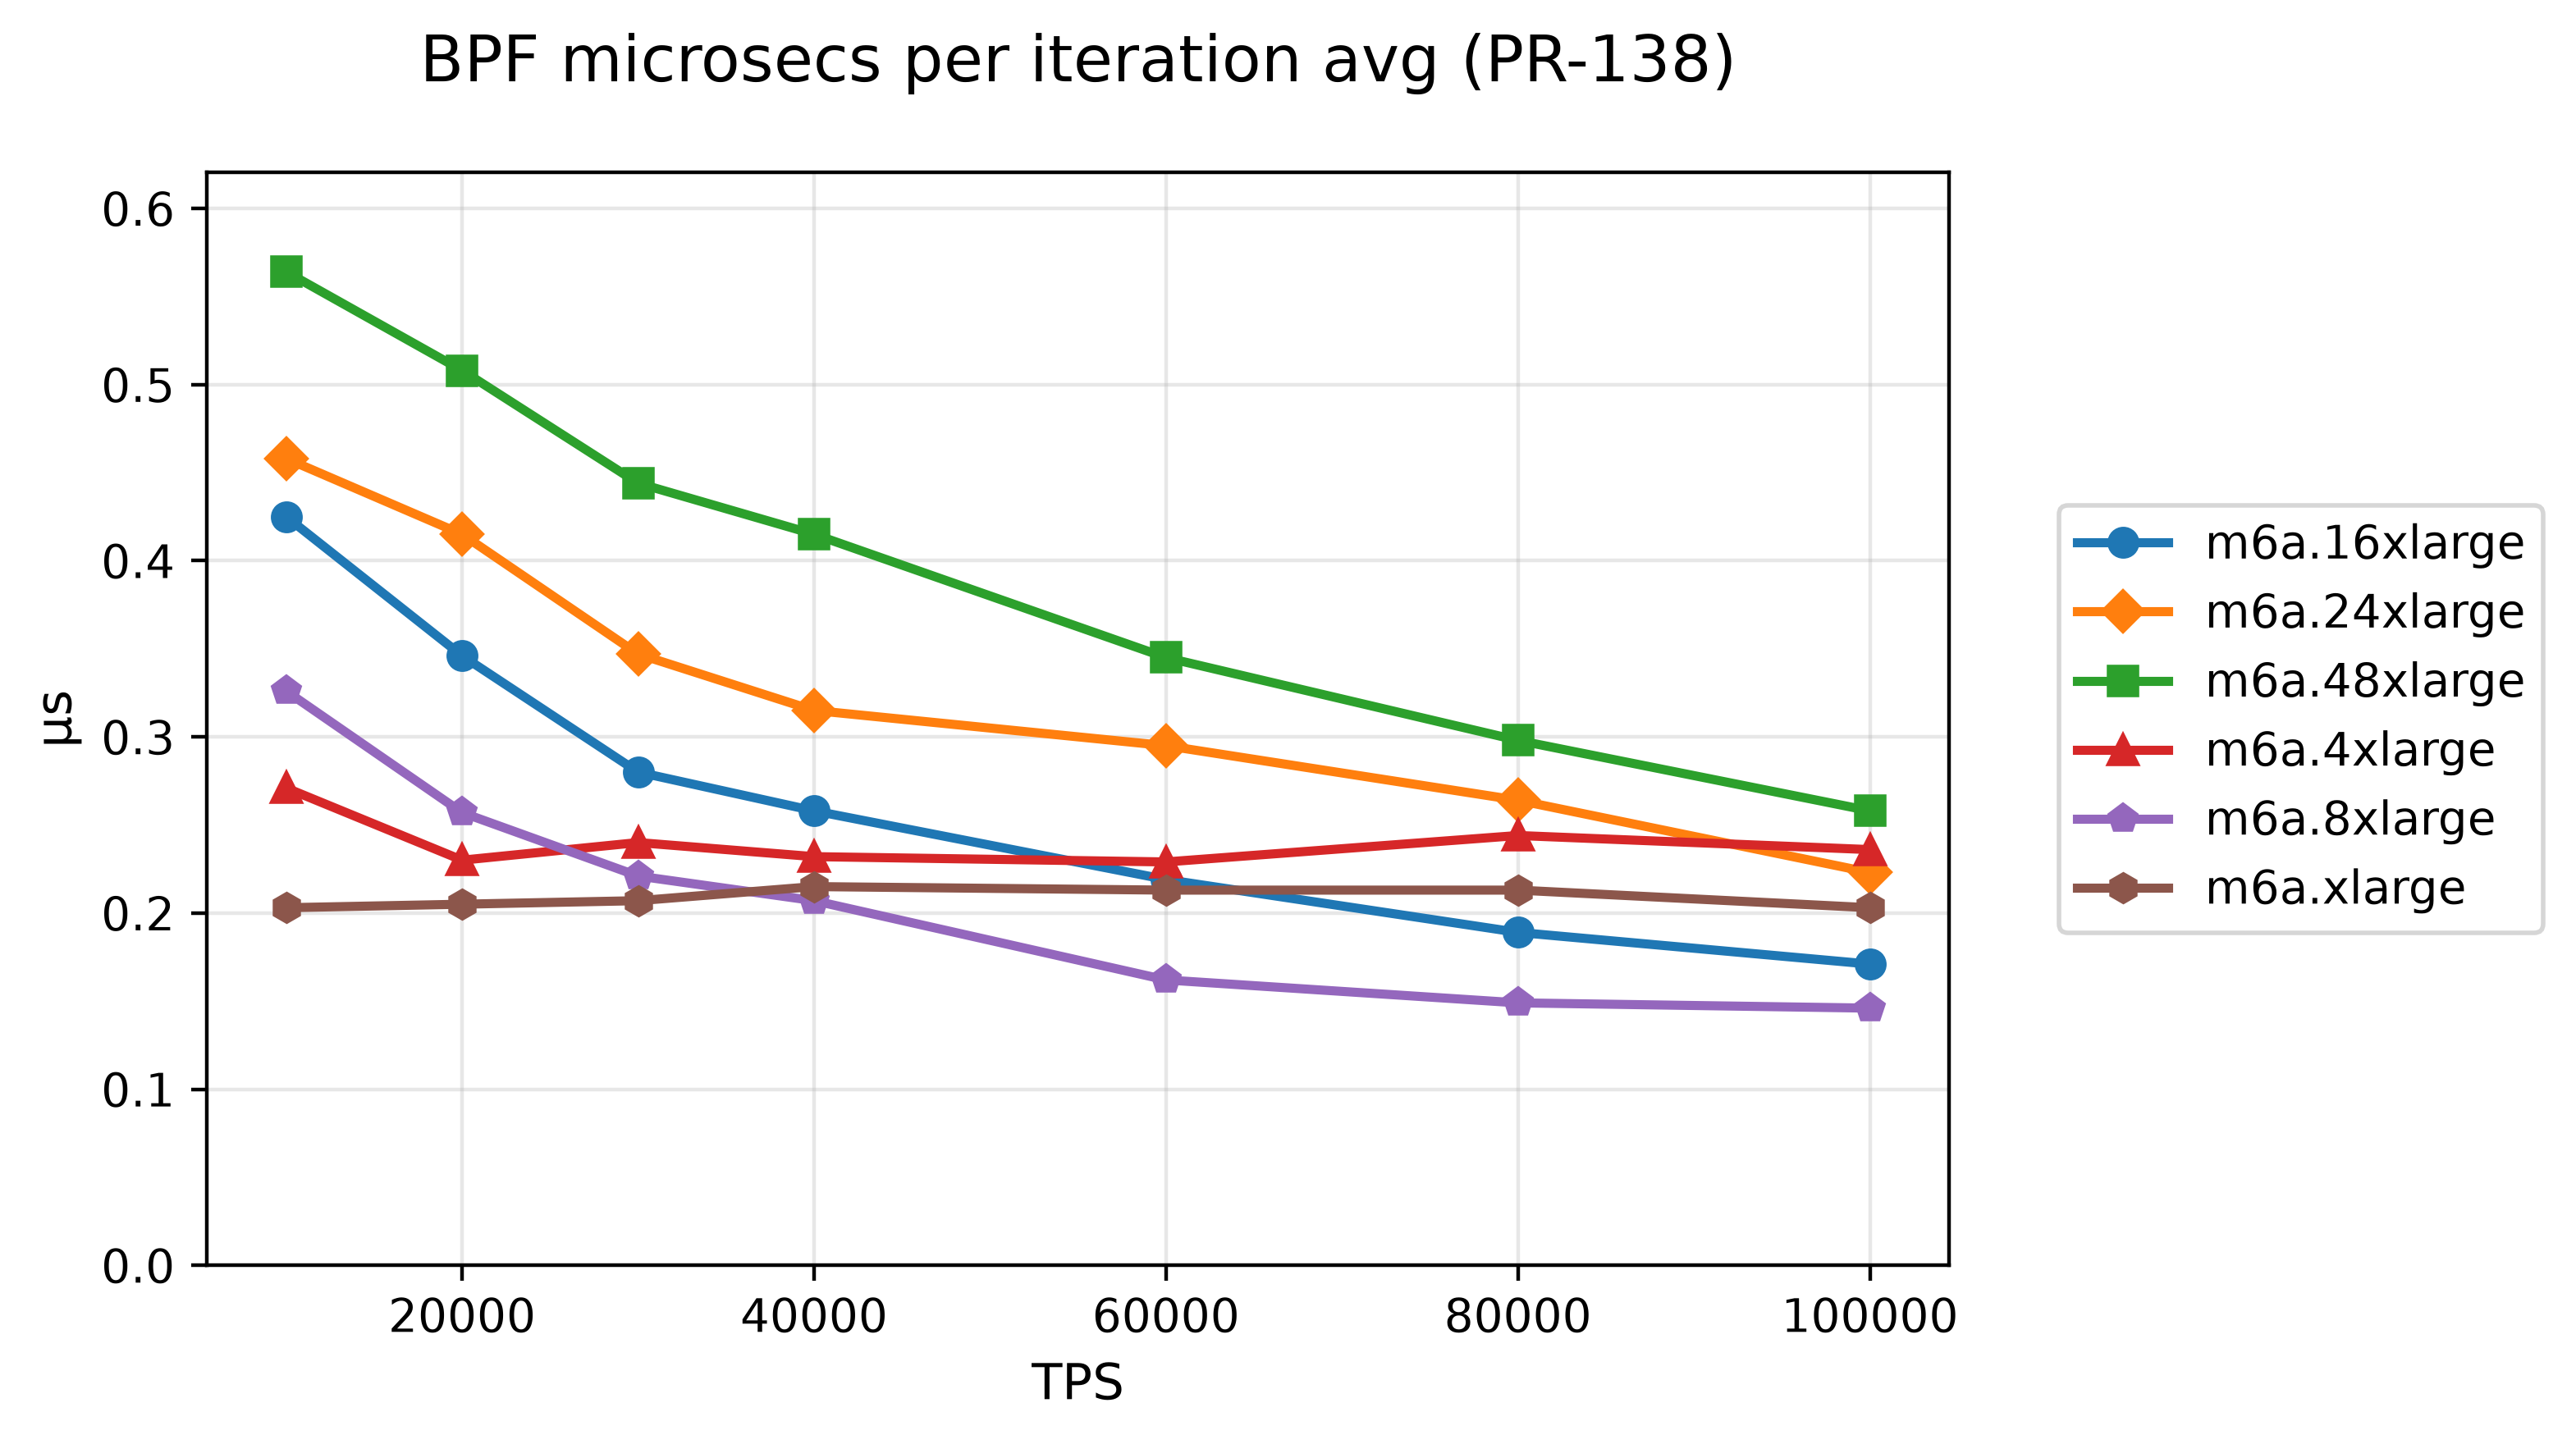 BPF microsecs per iteration avg (PR-138)
0.6
0.5
0.4
0.3
0.2
0.1
0.0
µs
20000 40000 60000 80000 100000
TPS
m6a.16xlarge
m6a.24xlarge
m6a.48xlarge
m6a.4xlarge
m6a.8xlarge
m6a.xlarge